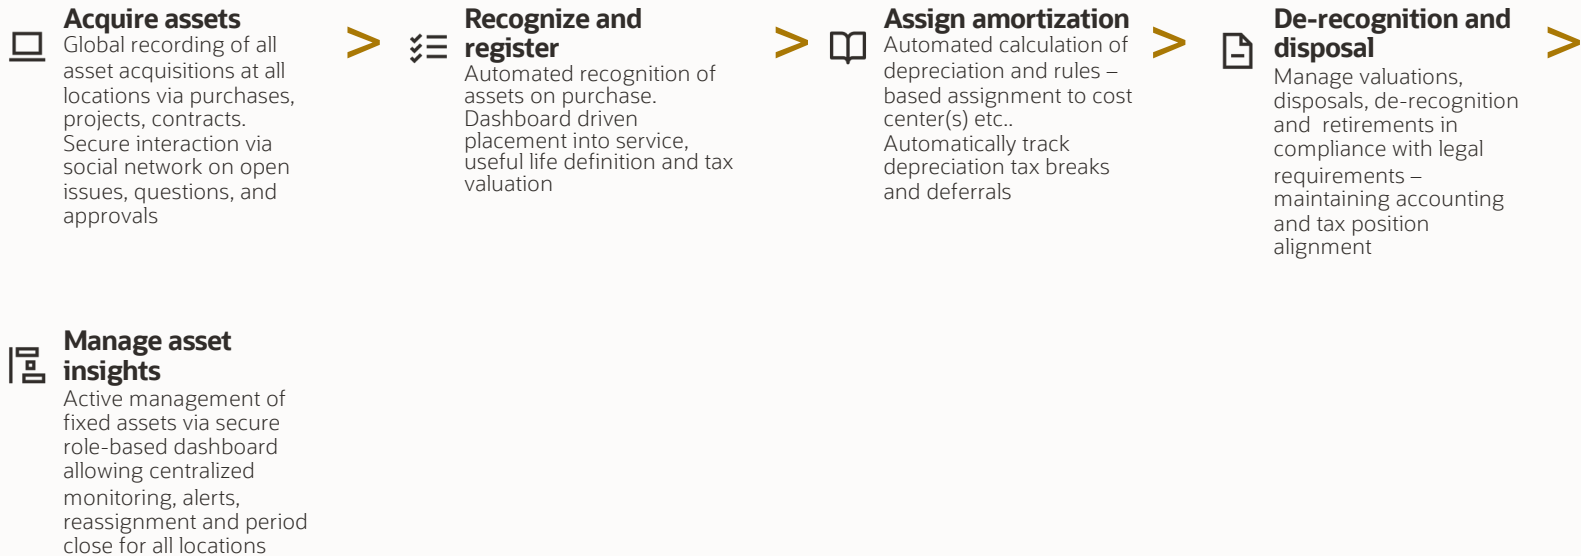 Acquire assets
Global recording of all
asset acquisitions at all
locations via purchases,
projects, contracts.
Secure interaction via
social network on open
issues, questions, and
approvals
>
Recognize and
register
Automated recognition of
assets on purchase.
Dashboard driven
placement into service,
useful life definition and tax
valuation
>
Assign amortization
Automated calculation of
depreciation and rules –
based assignment to cost
center(s) etc..
Automatically track
depreciation tax breaks
and deferrals
>
De-recognition and
disposal
Manage valuations,
disposals, de-recognition
and  retirements in
compliance with legal
requirements –
maintaining accounting
and tax position
alignment
>
Manage asset
insights
Active management of
fixed assets via secure
role-based dashboard
allowing centralized
monitoring, alerts,
reassignment and period
close for all locations